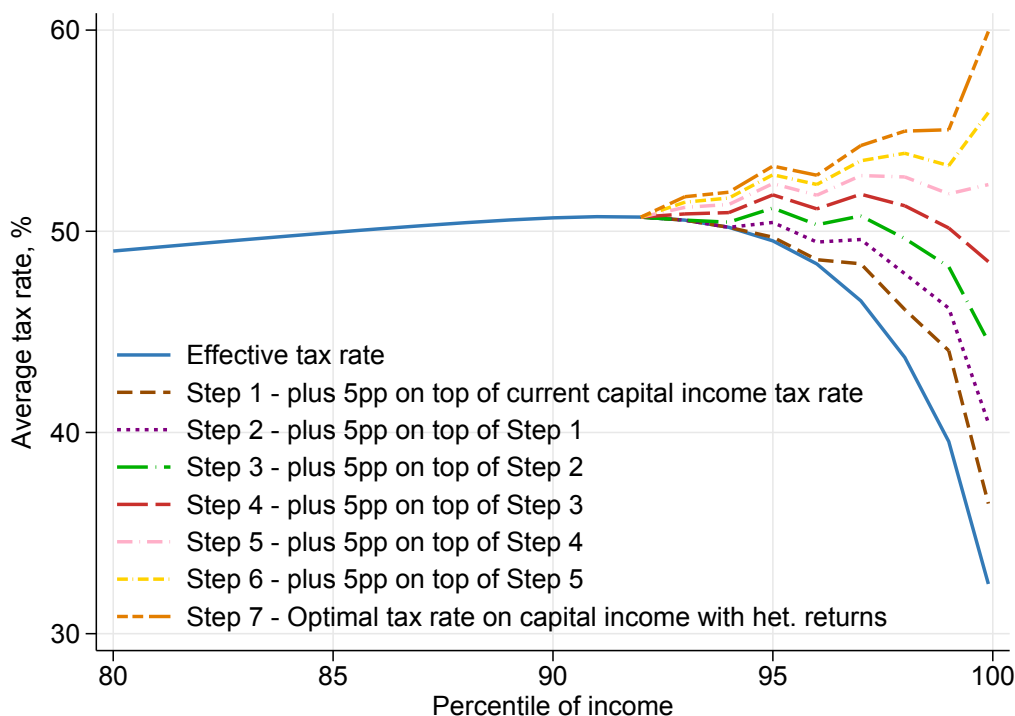 60
50
40
30
Average tax rate, %
Effective tax rate
Step 1 - plus 5pp on top of current capital income tax rate
Step 2 - plus 5pp on top of Step 1
Step 3 - plus 5pp on top of Step 2
Step 4 - plus 5pp on top of Step 3
Step 5 - plus 5pp on top of Step 4
Step 6 - plus 5pp on top of Step 5
Step 7 - Optimal tax rate on capital income with het. returns
80 85 90 95 100
Percentile of income